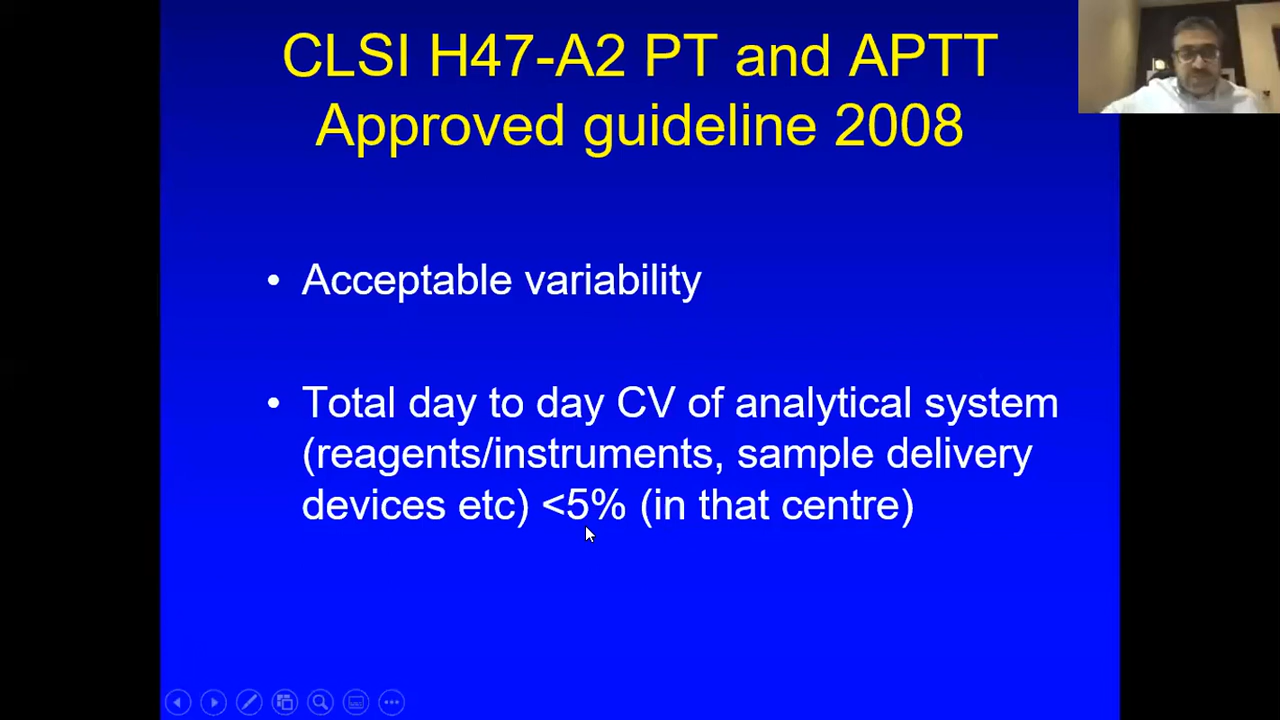 CLSI H47-A2 PT and APTT
Approved guideline 2008
• Acceptable variability
• Total day to day CV of analytical system
(reagents/instruments, sample delivery
devices etc) <5% (in that centre)